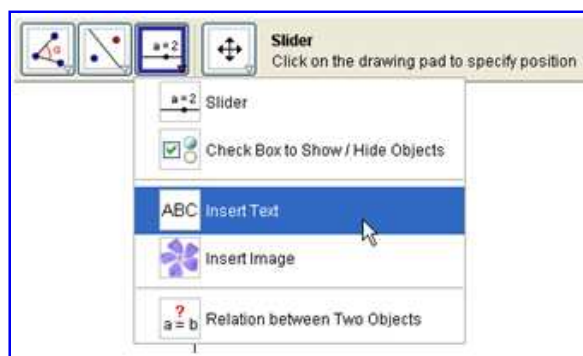 α
a=2
Slider
Click on the drawing pad to specify position
a=2 Slider
Check Box to Show / Hide Objects
ABC Insert Text
Insert Image
?
a=b Relation between Two Objects